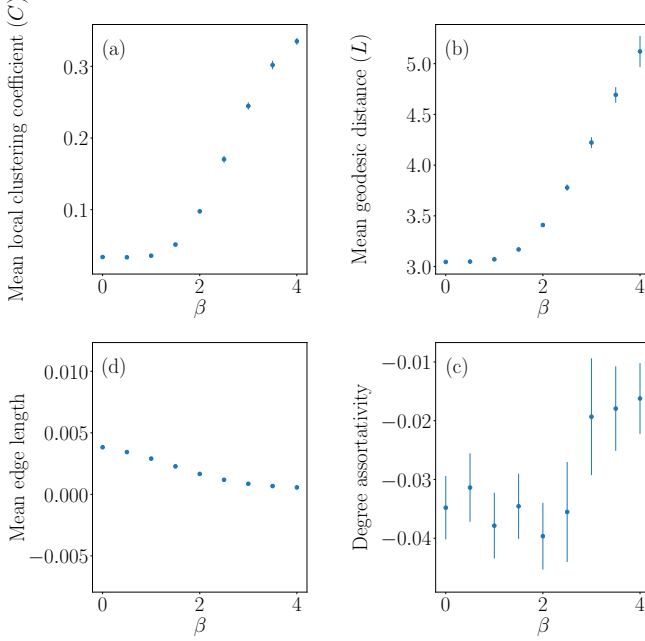 Mean local clustering coefficient (C)
(a)
0.3
0.2
0.1
0 2 4
β
Mean geodesic distance (L)
(b)
5.0
4.5
4.0
3.5
3.0
0 2 4
β
Mean edge length
(d)
0.010
0.005
0.000
−0.005
0 2 4
β
Degree assortativity
(c)
−0.01
−0.02
−0.03
−0.04
0 2 4
β